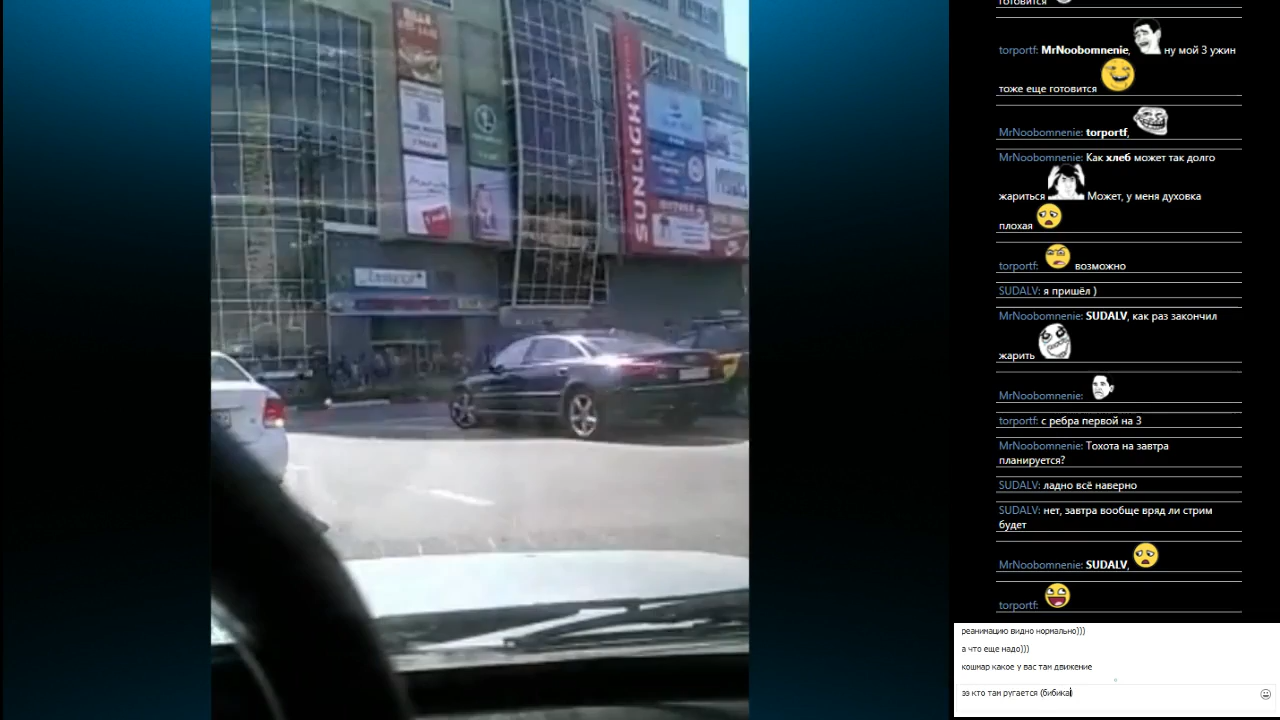 SUNLIGHT
готовится
torportf: MrNoobomnenie, ну мой 3 ужин
тоже еще готовится
MrNoobomnenie: torportf,
MrNoobomnenie: Как хлеб может так долго
жариться Может, у меня духовка
плохая
torportf: возможно
SUDALV: я пришёл )
MrNoobomnenie: SUDALV, как раз закончил
жарить
MrNoobomnenie:
torportf: с ребра первой на 3
MrNoobomnenie: Тохота на завтра
планируется?
SUDALV: ладно всё наверно
SUDALV: нет, завтра вообще вряд ли стрим
будет
MrNoobomnenie: SUDALV,
torportf:
реанимацию видно нормально)))
а что еще надо)))
кошмар какое у вас там движение
ээ кто там ругается (бибика)